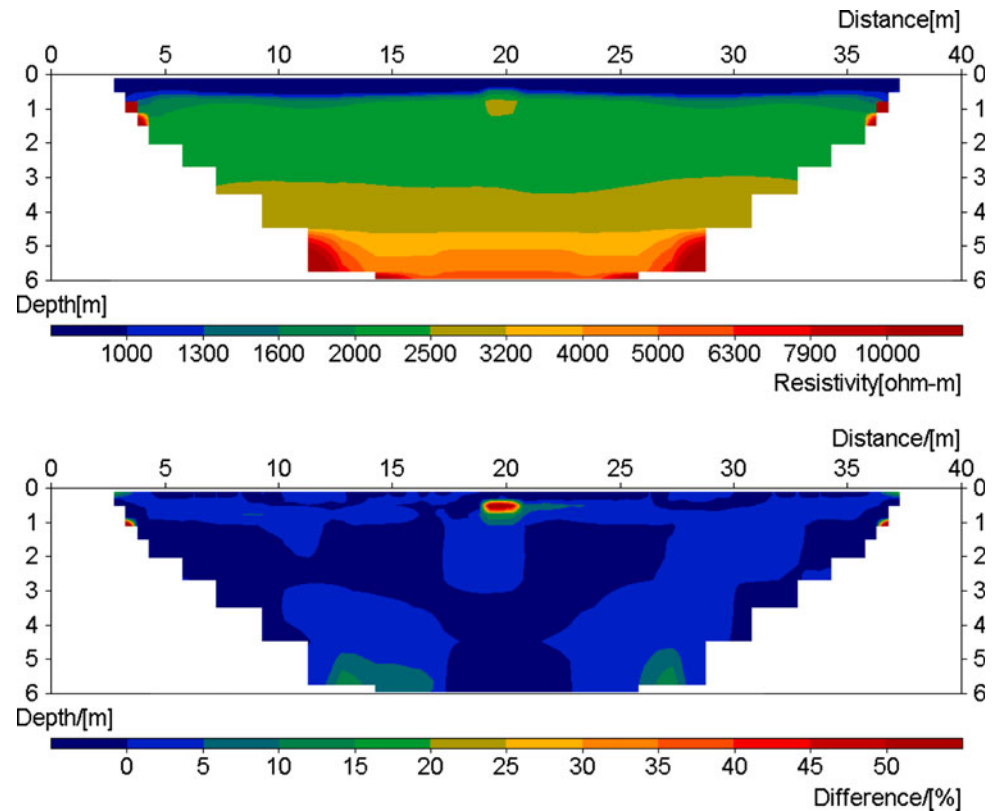 Distance[m]
0 5 10 15 20 25 30 35 40
0 0
1 1
2 2
3 3
4 4
5 5
6 6
Depth[m]
1000 1300 1600 2000 2500 3200 4000 5000 6300 7900 10000
Resistivity[ohm-m]
Distance/[m]
0 5 10 15 20 25 30 35 40
0 0
1 1
2 2
3 3
4 4
5 5
6 6
Depth/[m]
0 5 10 15 20 25 30 35 40 45 50
Difference/[%]